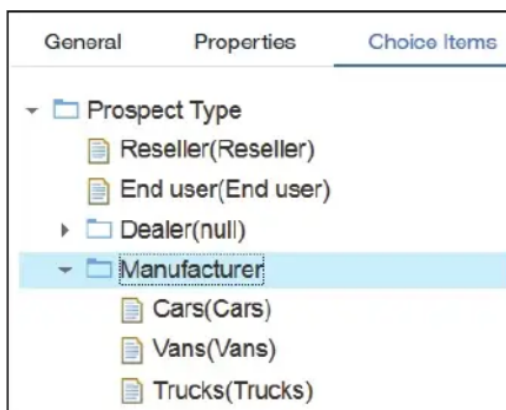 General Properties Choice Items
Prospect Type
Reseller(Reseller)
End user(End user)
Dealer(null)
Manufacturer
Cars(Cars)
Vans(Vans)
Trucks(Trucks)